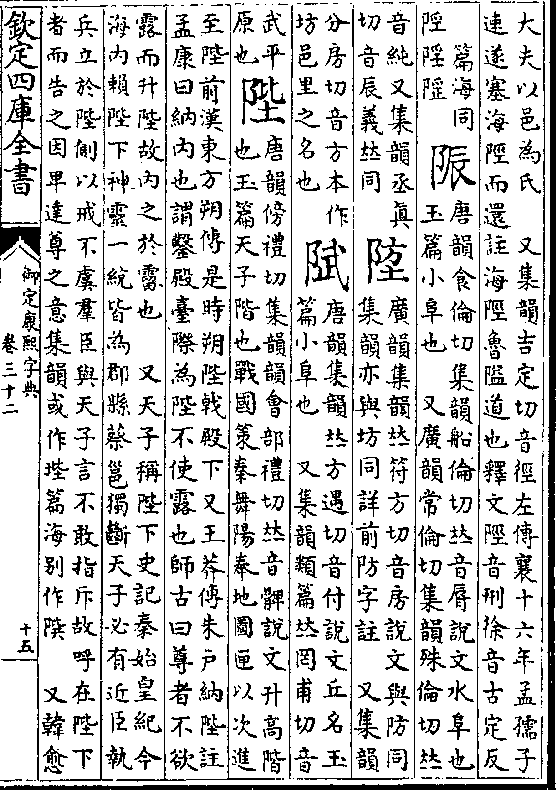 大夫以邑為氏　又集韻吉定切音徑左傳襄十六年孟孺子
速遂塞海陘而還註海陘魯隘道也釋文陘音刑徐音古定反
篇海同
陙
唐韻食倫切集韻船倫切𠀤音脣說文水阜也
玉篇小阜也　又廣韻常倫切集韻殊倫切𠀤
音純又集韻丞真
切音辰義𠀤同
廣韻集韻𠀤符方切音房說文與防同
集韻亦與坊同詳前防字註　又集韻
分房切音方本作
坊邑里之名也
唐韻集韻𠀤方遇切音付說文丘名玉
篇小阜也　又集韻類篇𠀤罔甫切音
武平
原也
陛
唐韻傍禮切集韻韻會部禮切𠀤音髀說文升高階
也玉篇天子階也戰國策秦舞陽奉地圖匣以次進
至陛前漢東方朔傳是時朔陛戟殿下又王莽傳朱戶納陛註
孟康曰納內也謂鑿殿臺際為陛不使露也師古曰尊者不欲
露而升陛故內之於霤也　又天子稱陛下史記秦始皇紀今
海內賴陛下神靈一統皆為郡縣蔡邕獨斷天子必有近臣執
兵立於陛側以戒不虞羣臣與天子言不敢指斥故呼在陛下
者而告之因卑達尊之意集韻或作𡍃篇海別作䧙　又韓愈
欽定四庫全書
御定康熙字典
卷三十二
十五